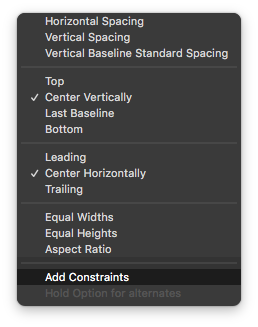 Horizontal Spacing
Vertical Spacing
Vertical Baseline Standard Spacing
Top
✓ Center Vertically
Last Baseline
Bottom
Leading
✓ Center Horizontally
Trailing
Equal Widths
Equal Heights
Aspect Ratio
Add Constraints
Hold Option for alternates